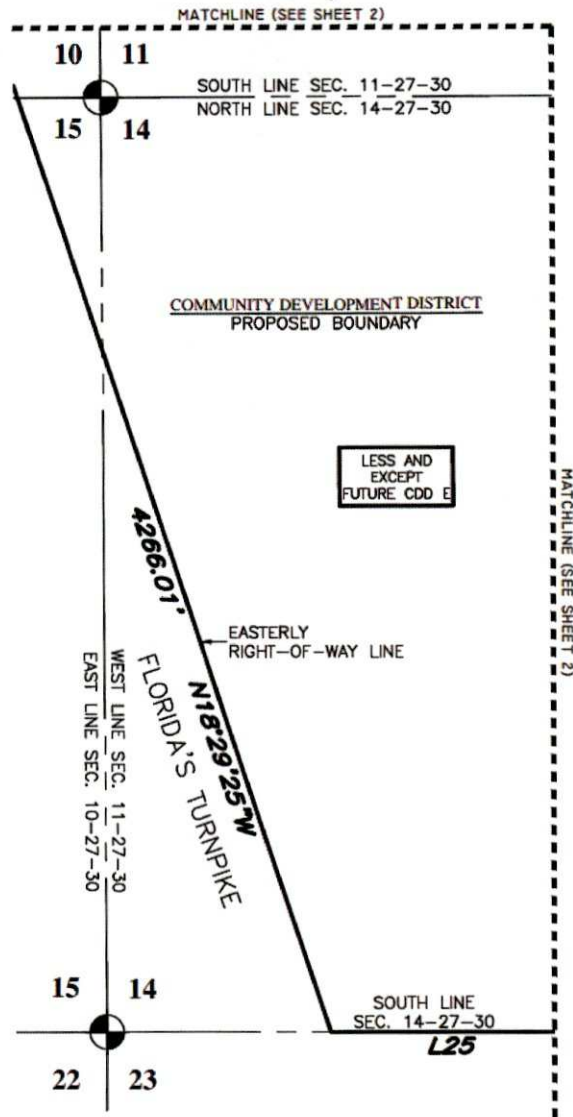 MATCHLINE (SEE SHEET 2)
10 11
SOUTH LINE SEC. 11-27-30
NORTH LINE SEC. 14-27-30
15 14
COMMUNITY DEVELOPMENT DISTRICT
PROPOSED BOUNDARY
LESS AND
EXCEPT
FUTURE CDD E
MATCHLINE (SEE SHEET 2)
4266.01'
EASTERLY
RIGHT-OF-WAY LINE
N18°29'25"W
FLORIDA'S TURNPIKE
WEST LINE SEC. 11-27-30
EAST LINE SEC. 10-27-30
15 14
SOUTH LINE
SEC. 14-27-30
L25
22 23